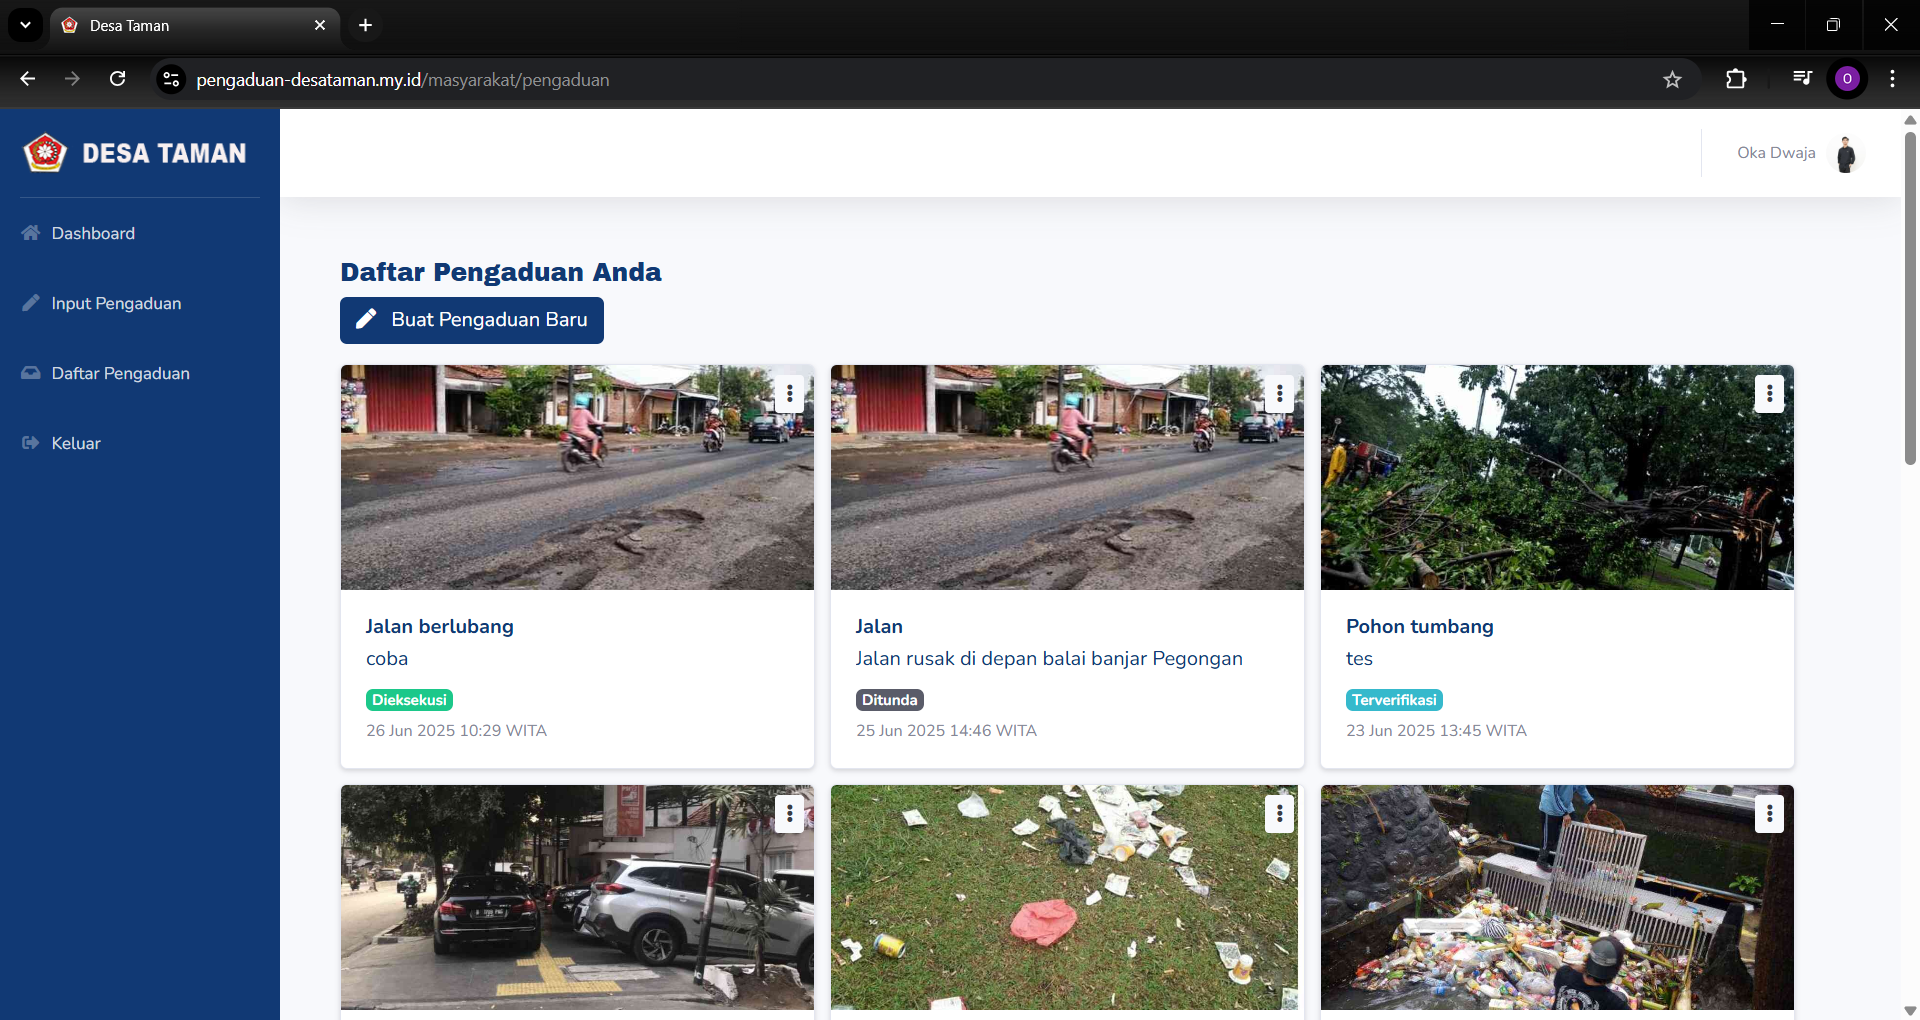 Desa Taman
pengaduan-desataman.my.id/masyarakat/pengaduan
O
DESA TAMAN
Oka Dwaja
Dashboard
Input Pengaduan
Daftar Pengaduan
Keluar
Daftar Pengaduan Anda
Buat Pengaduan Baru
Jalan berlubang
coba
Dieksekusi
26 Jun 2025 10:29 WITA
Jalan
Jalan rusak di depan balai banjar Pegongan
Ditunda
25 Jun 2025 14:46 WITA
Pohon tumbang
tes
Terverifikasi
23 Jun 2025 13:45 WITA